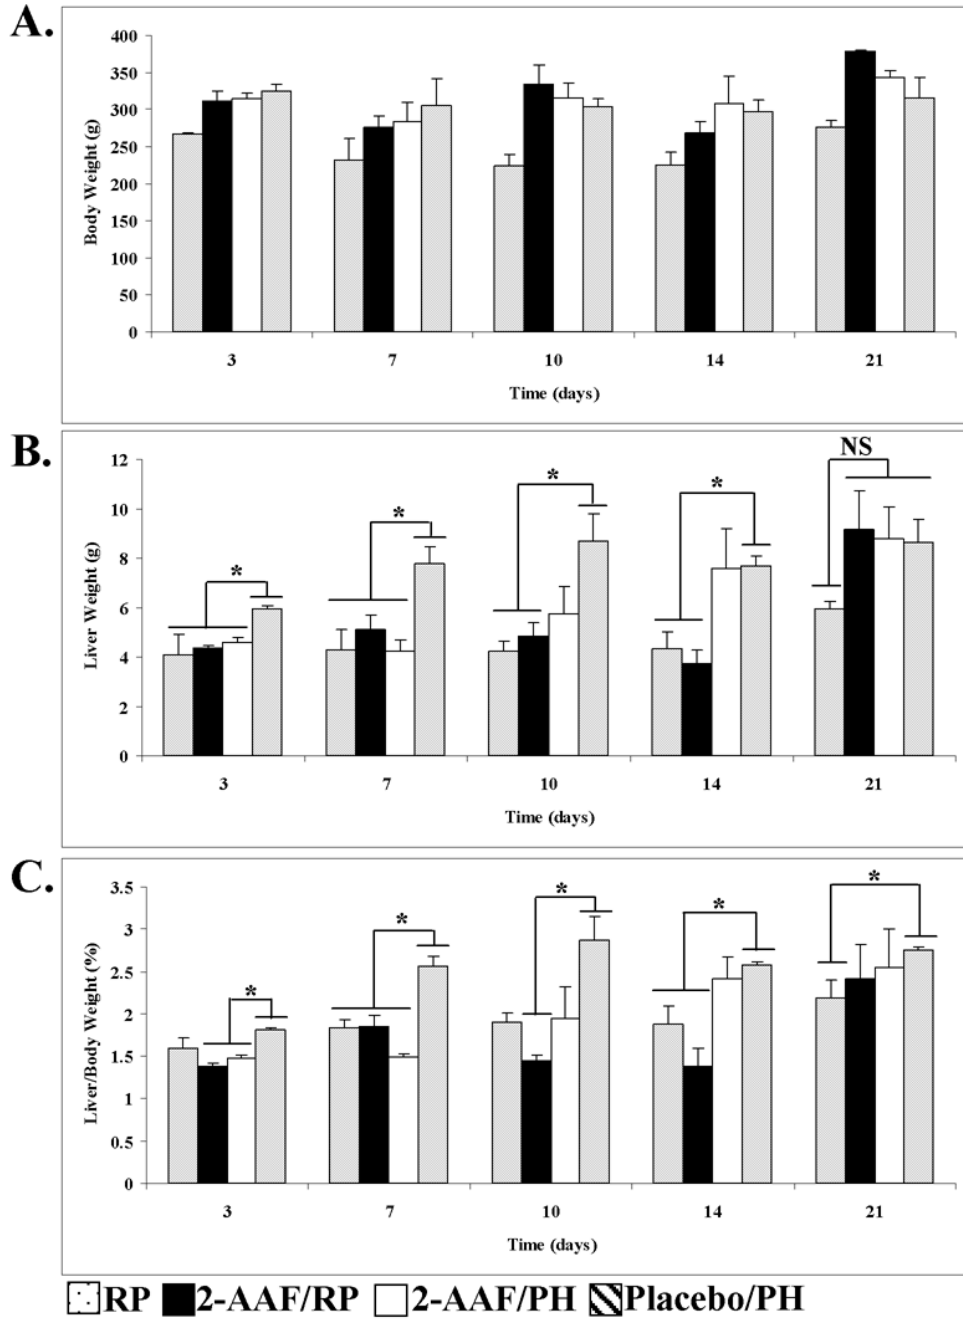 A.
400
350
300
250
200
150
100
50
0
Body Weight (g)
3 7 10 14 21
Time (days)
B.
12
10
8
6
4
2
0
Liver Weight (g)
* * * * NS
3 7 10 14 21
Time (days)
C.
3.5
3
2.5
2
1.5
1
0.5
0
Liver/Body Weight (%)
* * * * *
3 7 10 14 21
Time (days)
RP 2-AAF/RP 2-AAF/PH Placebo/PH